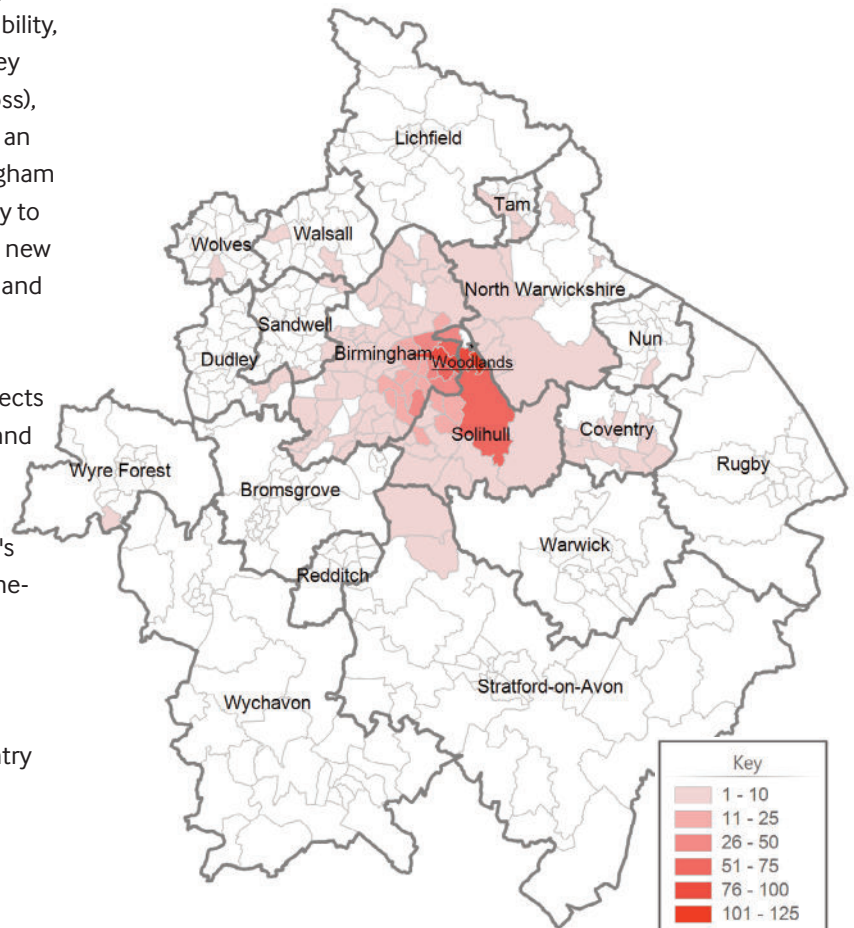 bility,
ey
ss),
an
gham
y to
new
and
ects
and
's
ne-
ntry
Lichfield
Tam
Wolves
Walsall
North Warwickshire
Sandwell
Nun
Dudley
Birmingham
Woodlands
Solihull
Coventry
Rugby
Wyre Forest
Bromsgrove
Warwick
Redditch
Wychavon
Stratford-on-Avon
Key
1 - 10
11 - 25
26 - 50
51 - 75
76 - 100
101 - 125